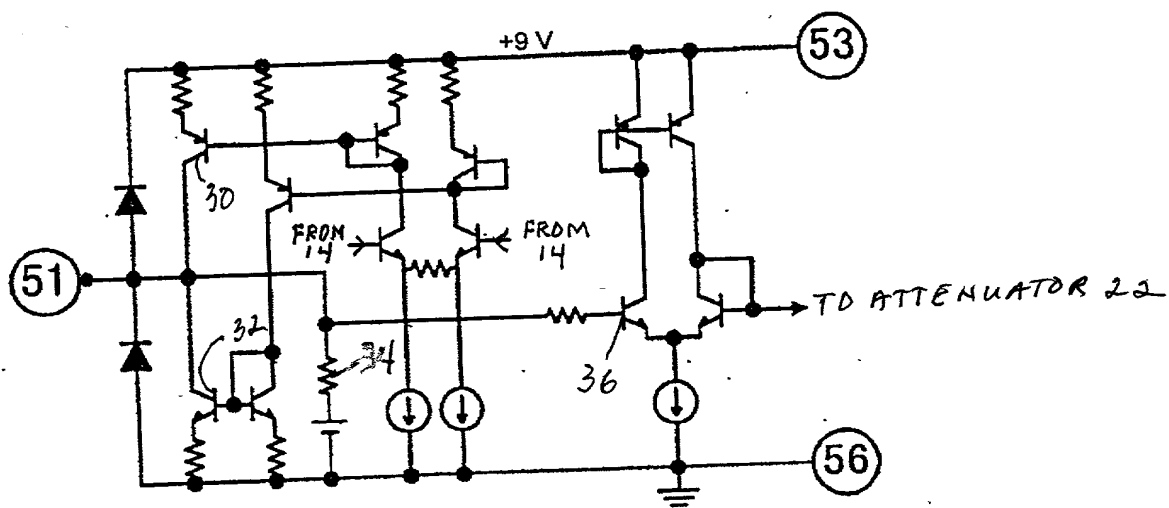 +9 V
53
30
FROM
14
FROM
14
51
TO ATTENUATOR 22
32
34
36
56